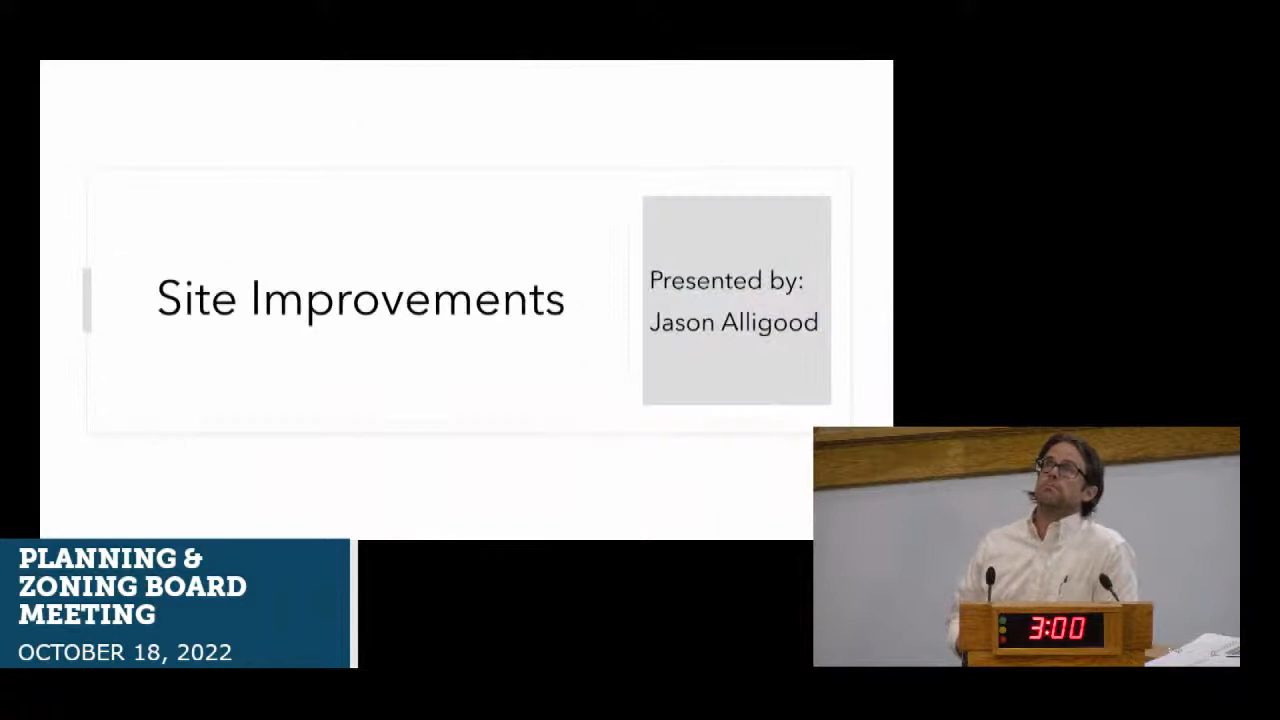 Site Improvements
Presented by:
Jason Alligood
PLANNING &
ZONING BOARD
MEETING
OCTOBER 18, 2022
3:00